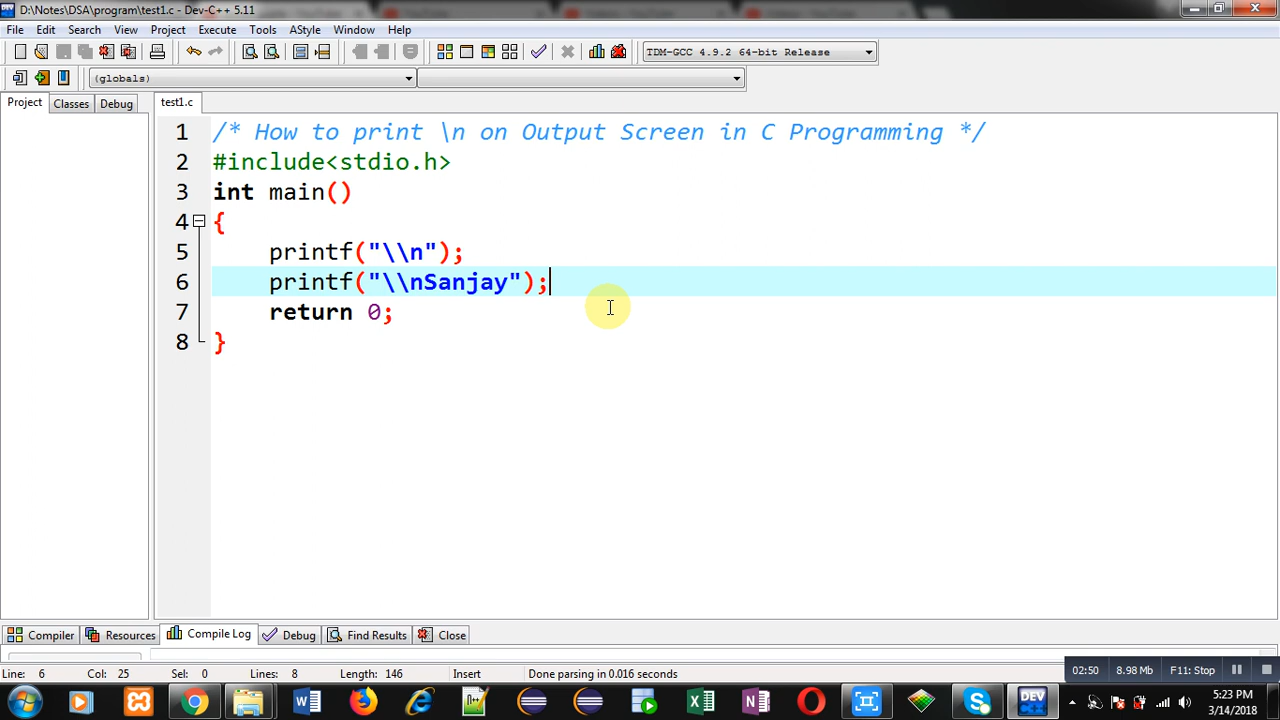 D:\Notes\DSA\program\test1.c - Dev-C++ 5.11
File Edit Search View Project Execute Tools AStyle Window Help
TDM-GCC 4.9.2 64-bit Release
(globals)
Project Classes Debug test1.c
1 /* How to print \n on Output Screen in C Programming */
2 #include<stdio.h>
3 int main()
4 {
5 printf("\\n");
6 printf("\\nSanjay");
7 return 0;
8 }
Compiler Resources Compile Log Debug Find Results Close
Line: 6 Col: 25 Sel: 0 Lines: 8 Length: 146 Insert Done parsing in 0.016 seconds
02:50 8.98 Mb F11: Stop
5:23 PM
3/14/2018